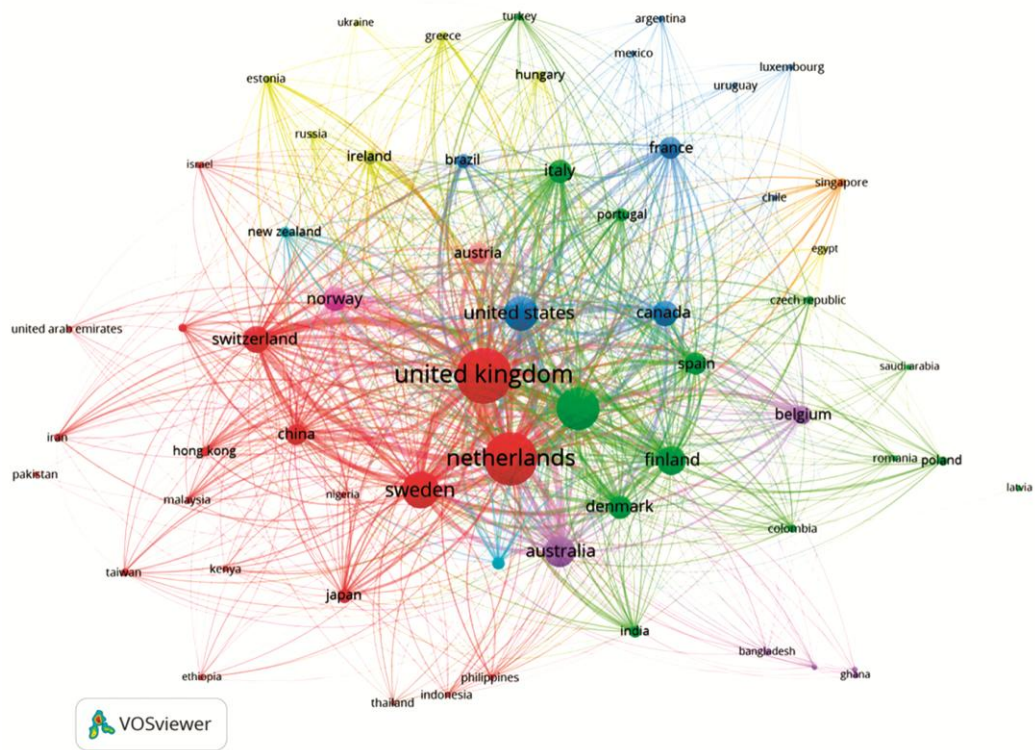 ukraine
turkey
argentina
greece
mexico
luxembourg
hungary
estonia
uruguay
russia
france
ireland
brazil
israel
italy
singapore
chile
portugal
new zealand
egypt
austria
norway
czech republic
united states
canada
united arab emirates
switzerland
spain
saudi arabia
united kingdom
belgium
china
iran
hong kong
netherlands
finland
romania
poland
pakistan
sweden
latvia
nigeria
malaysia
denmark
colombia
australia
taiwan
kenya
japan
india
bangladesh
ghana
ethiopia
philippines
indonesia
thailand
VOSviewer